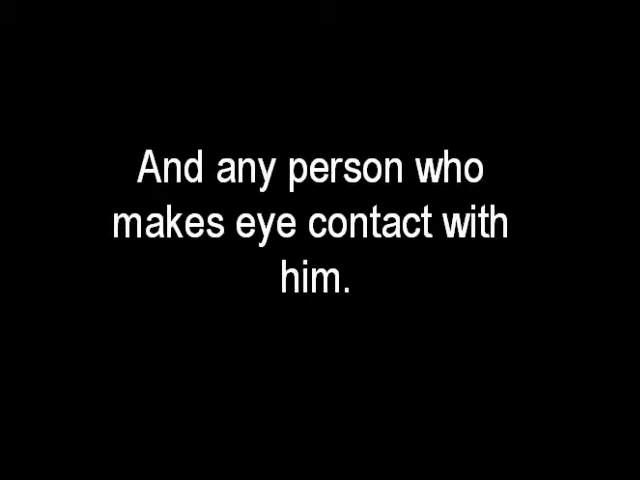 And any person who
makes eye contact with
him.